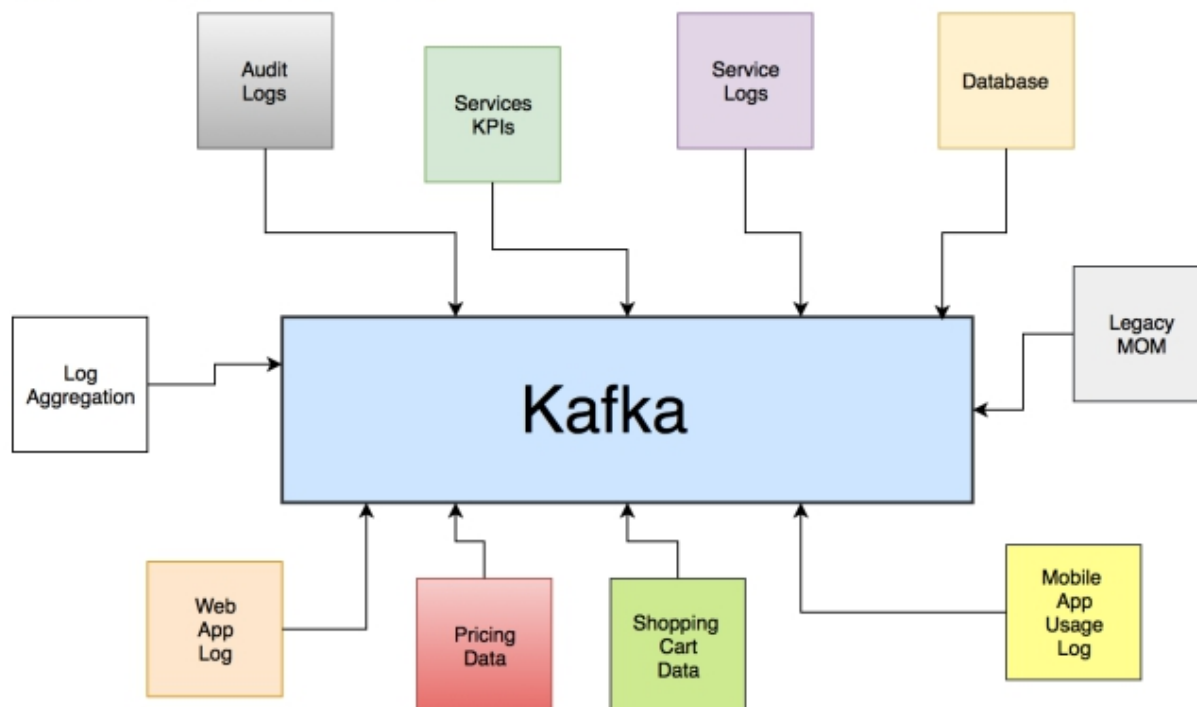 Audit
Logs
Services
KPIs
Service
Logs
Database
Legacy
MOM
Log
Aggregation
Kafka
Web
App
Log
Pricing
Data
Shopping
Cart
Data
Mobile
App
Usage
Log